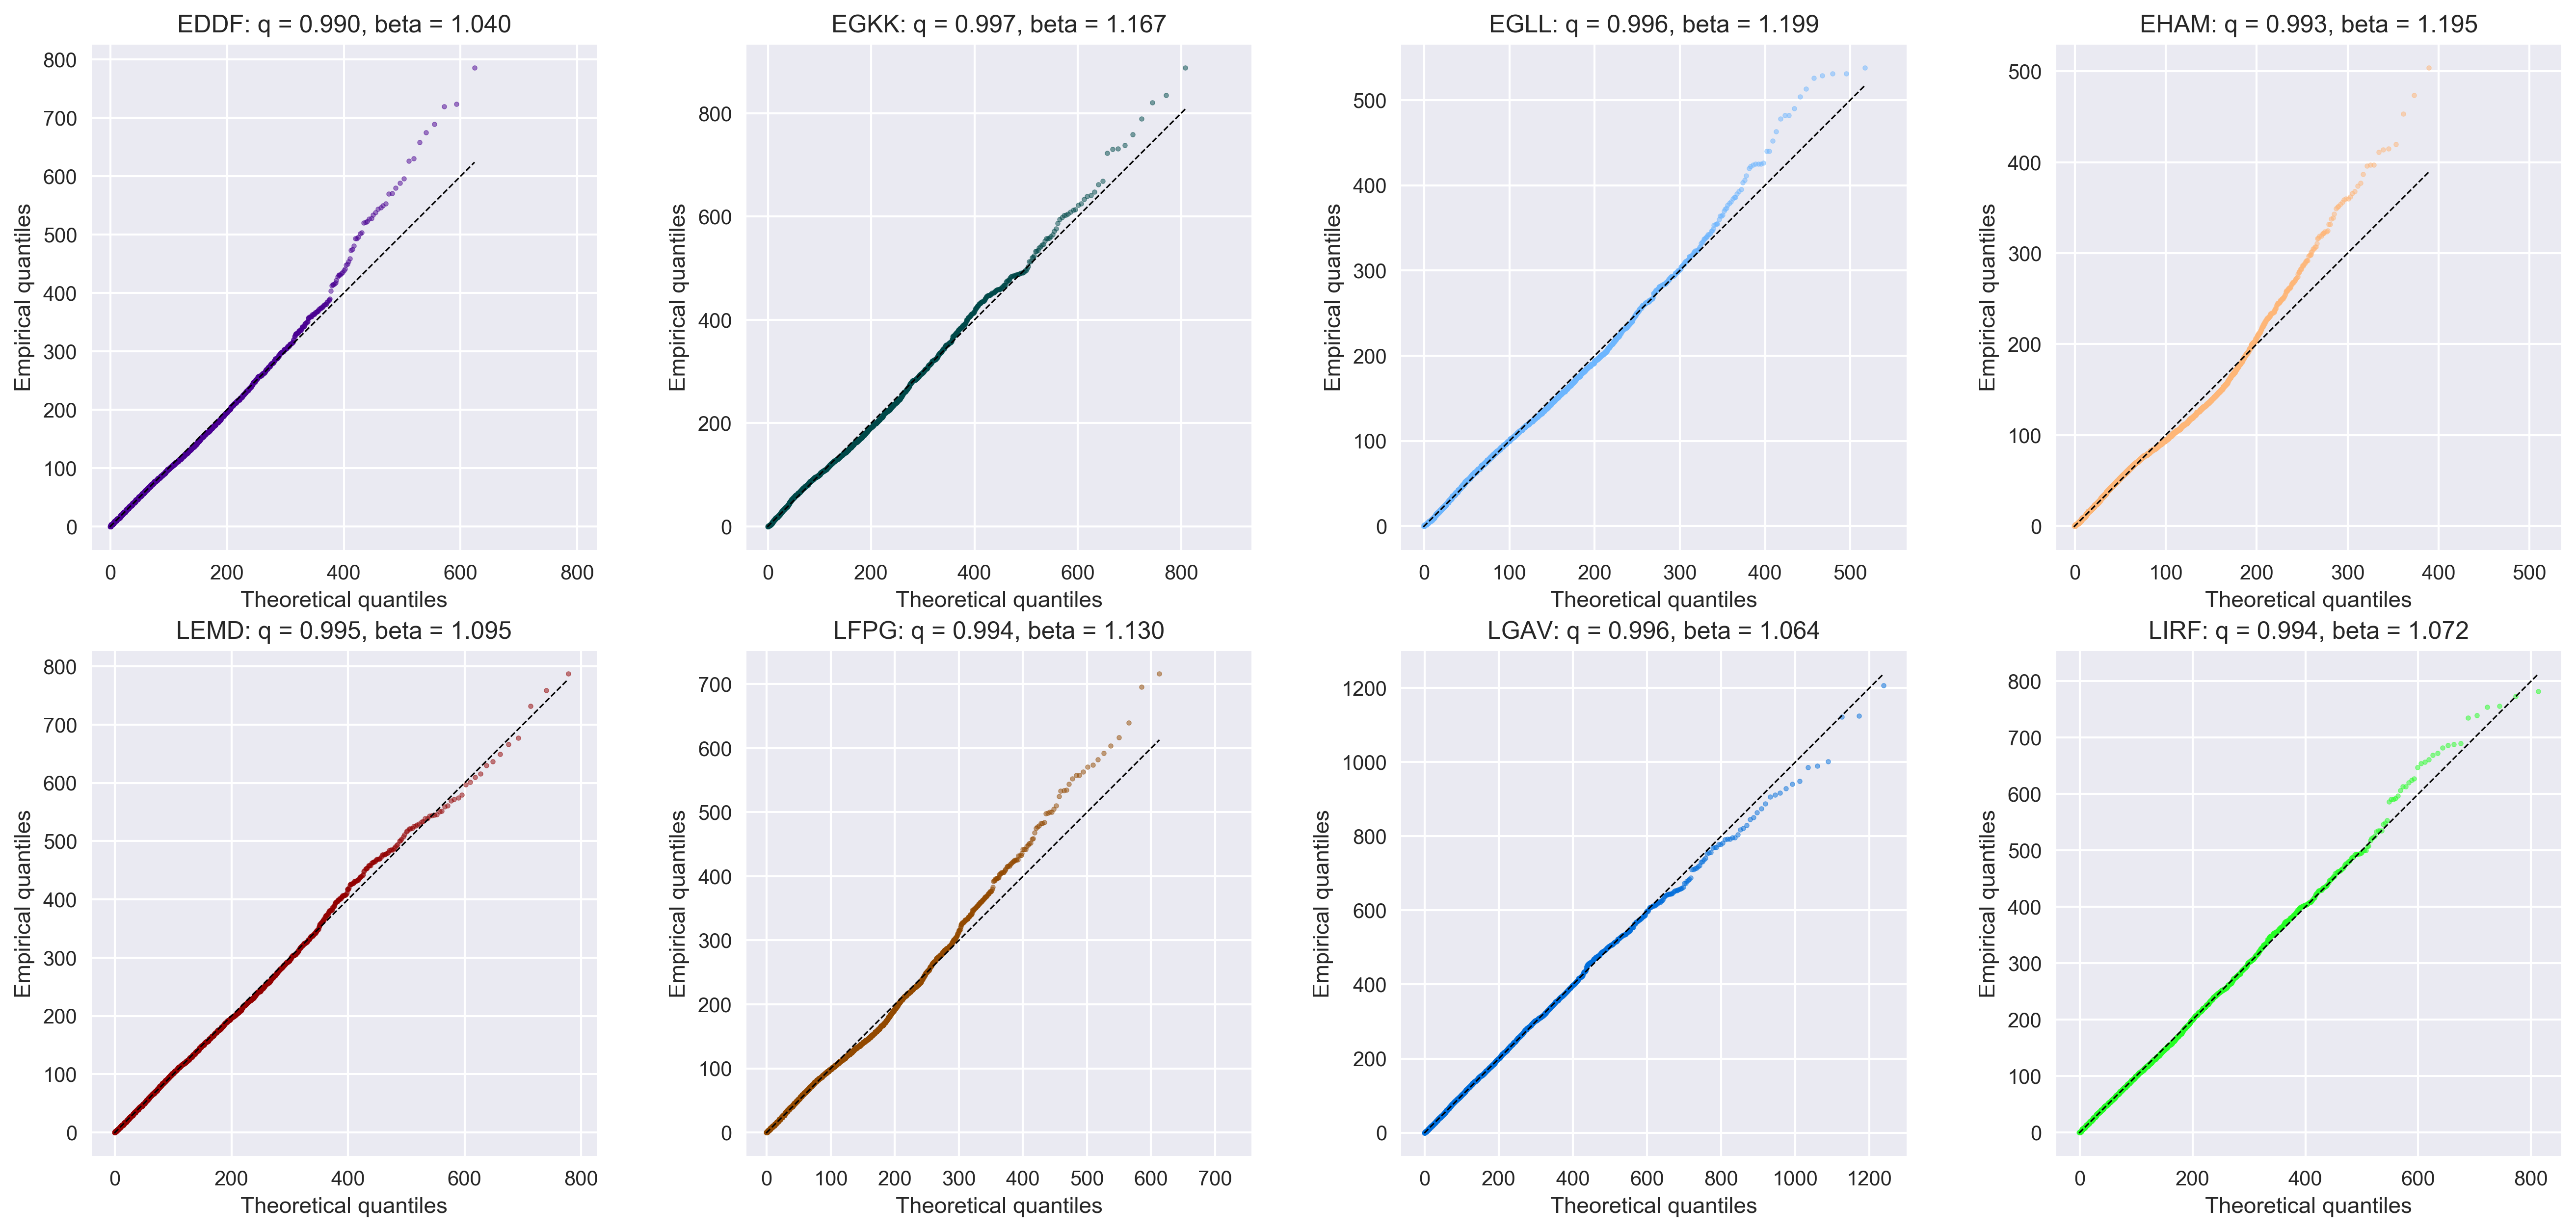 EDDF: q = 0.990, beta = 1.040
800
700
600
500
400
300
200
100
0
Empirical quantiles
0 200 400 600 800
Theoretical quantiles
EGKK: q = 0.997, beta = 1.167
800
600
400
200
0
Empirical quantiles
0 200 400 600 800
Theoretical quantiles
EGLL: q = 0.996, beta = 1.199
500
400
300
200
100
0
Empirical quantiles
0 100 200 300 400 500
Theoretical quantiles
EHAM: q = 0.993, beta = 1.195
500
400
300
200
100
0
Empirical quantiles
0 100 200 300 400 500
Theoretical quantiles
LEMD: q = 0.995, beta = 1.095
800
700
600
500
400
300
200
100
0
Empirical quantiles
0 200 400 600 800
Theoretical quantiles
LFPG: q = 0.994, beta = 1.130
700
600
500
400
300
200
100
0
Empirical quantiles
0 100 200 300 400 500 600 700
Theoretical quantiles
LGAV: q = 0.996, beta = 1.064
1200
1000
800
600
400
200
0
Empirical quantiles
0 200 400 600 800 1000 1200
Theoretical quantiles
LIRF: q = 0.994, beta = 1.072
800
700
600
500
400
300
200
100
0
Empirical quantiles
0 200 400 600 800
Theoretical quantiles